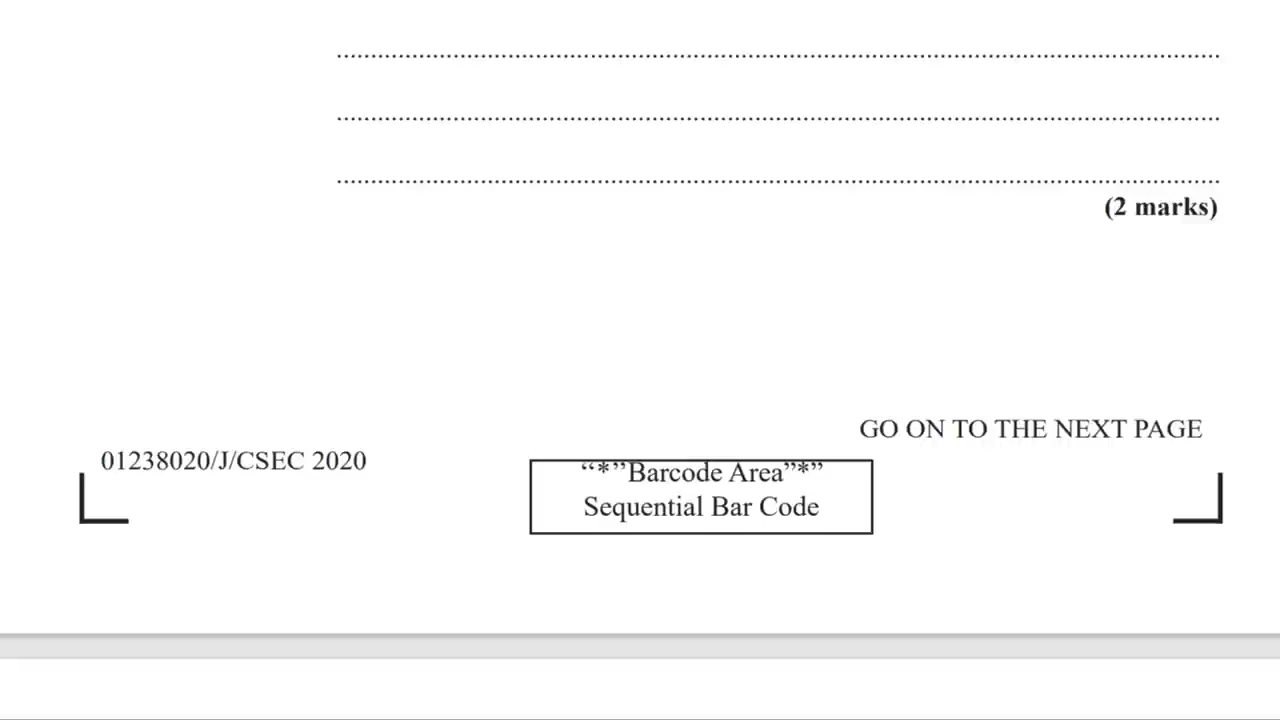 (2 marks)
GO ON TO THE NEXT PAGE
01238020/J/CSEC 2020
“*”Barcode Area”*”
Sequential Bar Code